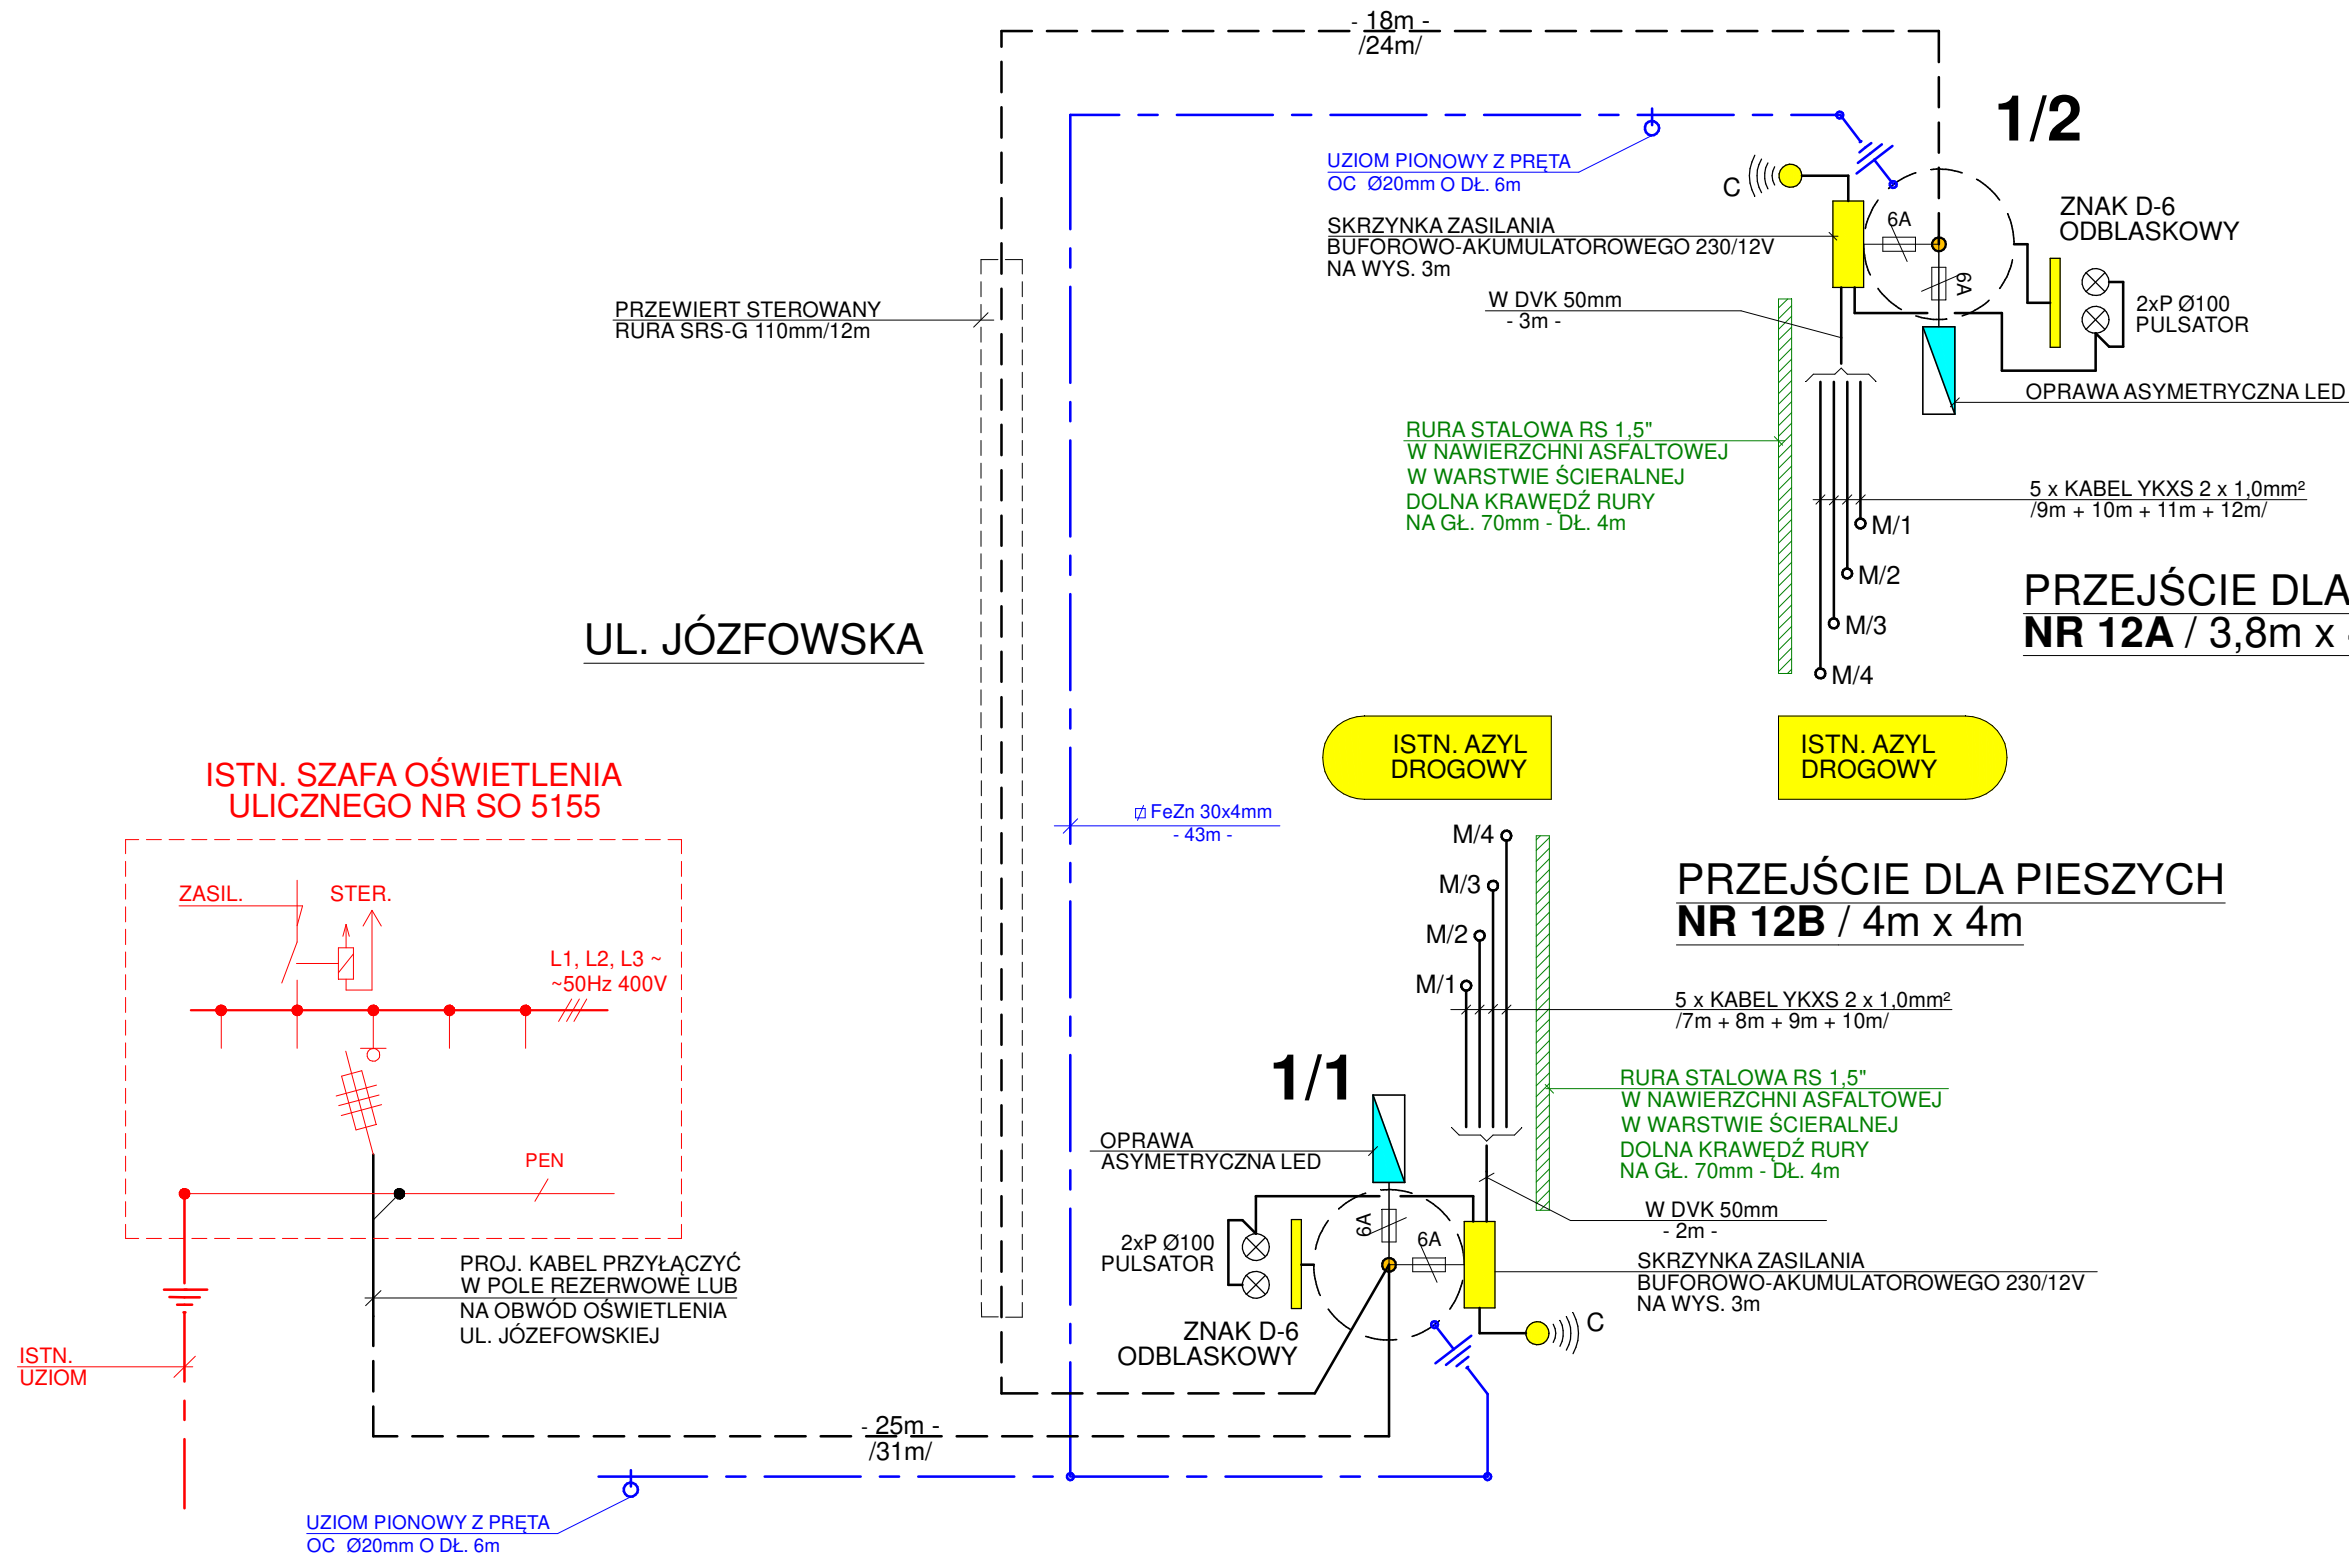 - 18m -
/24m/
1/2
UZIOM PIONOWY Z PRĘTA
OC Ø20mm O DŁ. 6m
C
6A
6A
ZNAK D-6
ODBLASKOWY
SKRZYNKA ZASILANIA
BUFOROWO-AKUMULATOROWEGO 230/12V
NA WYS. 3m
W DVK 50mm
- 3m -
2xP Ø100
PULSATOR
PRZEWIERT STEROWANY
RURA SRS-G 110mm/12m
OPRAWA ASYMETRYCZNA LED
RURA STALOWA RS 1,5"
W NAWIERZCHNI ASFALTOWEJ
W WARSTWIE ŚCIERALNEJ
DOLNA KRAWĘDŹ RURY
NA GŁ. 70mm - DŁ. 4m
5 x KABEL YKXS 2 x 1,0mm²
/9m + 10m + 11m + 12m/
M/1
M/2
M/3
M/4
PRZEJŚCIE DLA
NR 12A / 3,8m x
UL. JÓZFOWSKA
ISTN. AZYL
DROGOWY
ISTN. AZYL
DROGOWY
ISTN. SZAFA OŚWIETLENIA
ULICZNEGO NR SO 5155
FeZn 30x4mm
- 43m -
ZASIL.
STER.
L1, L2, L3 ~
~50Hz 400V
PEN
M/4
M/3
M/2
M/1
PRZEJŚCIE DLA PIESZYCH
NR 12B / 4m x 4m
5 x KABEL YKXS 2 x 1,0mm²
/7m + 8m + 9m + 10m/
1/1
RURA STALOWA RS 1,5"
W NAWIERZCHNI ASFALTOWEJ
W WARSTWIE ŚCIERALNEJ
DOLNA KRAWĘDŹ RURY
NA GŁ. 70mm - DŁ. 4m
OPRAWA
ASYMETRYCZNA LED
W DVK 50mm
- 2m -
6A
6A
2xP Ø100
PULSATOR
SKRZYNKA ZASILANIA
BUFOROWO-AKUMULATOROWEGO 230/12V
NA WYS. 3m
C
ZNAK D-6
ODBLASKOWY
PROJ. KABEL PRZYŁĄCZYĆ
W POLE REZERWOWE LUB
NA OBWÓD OŚWIETLENIA
UL. JÓZEFOWSKIEJ
ISTN.
UZIOM
- 25m -
/31m/
UZIOM PIONOWY Z PRĘTA
OC Ø20mm O DŁ. 6m